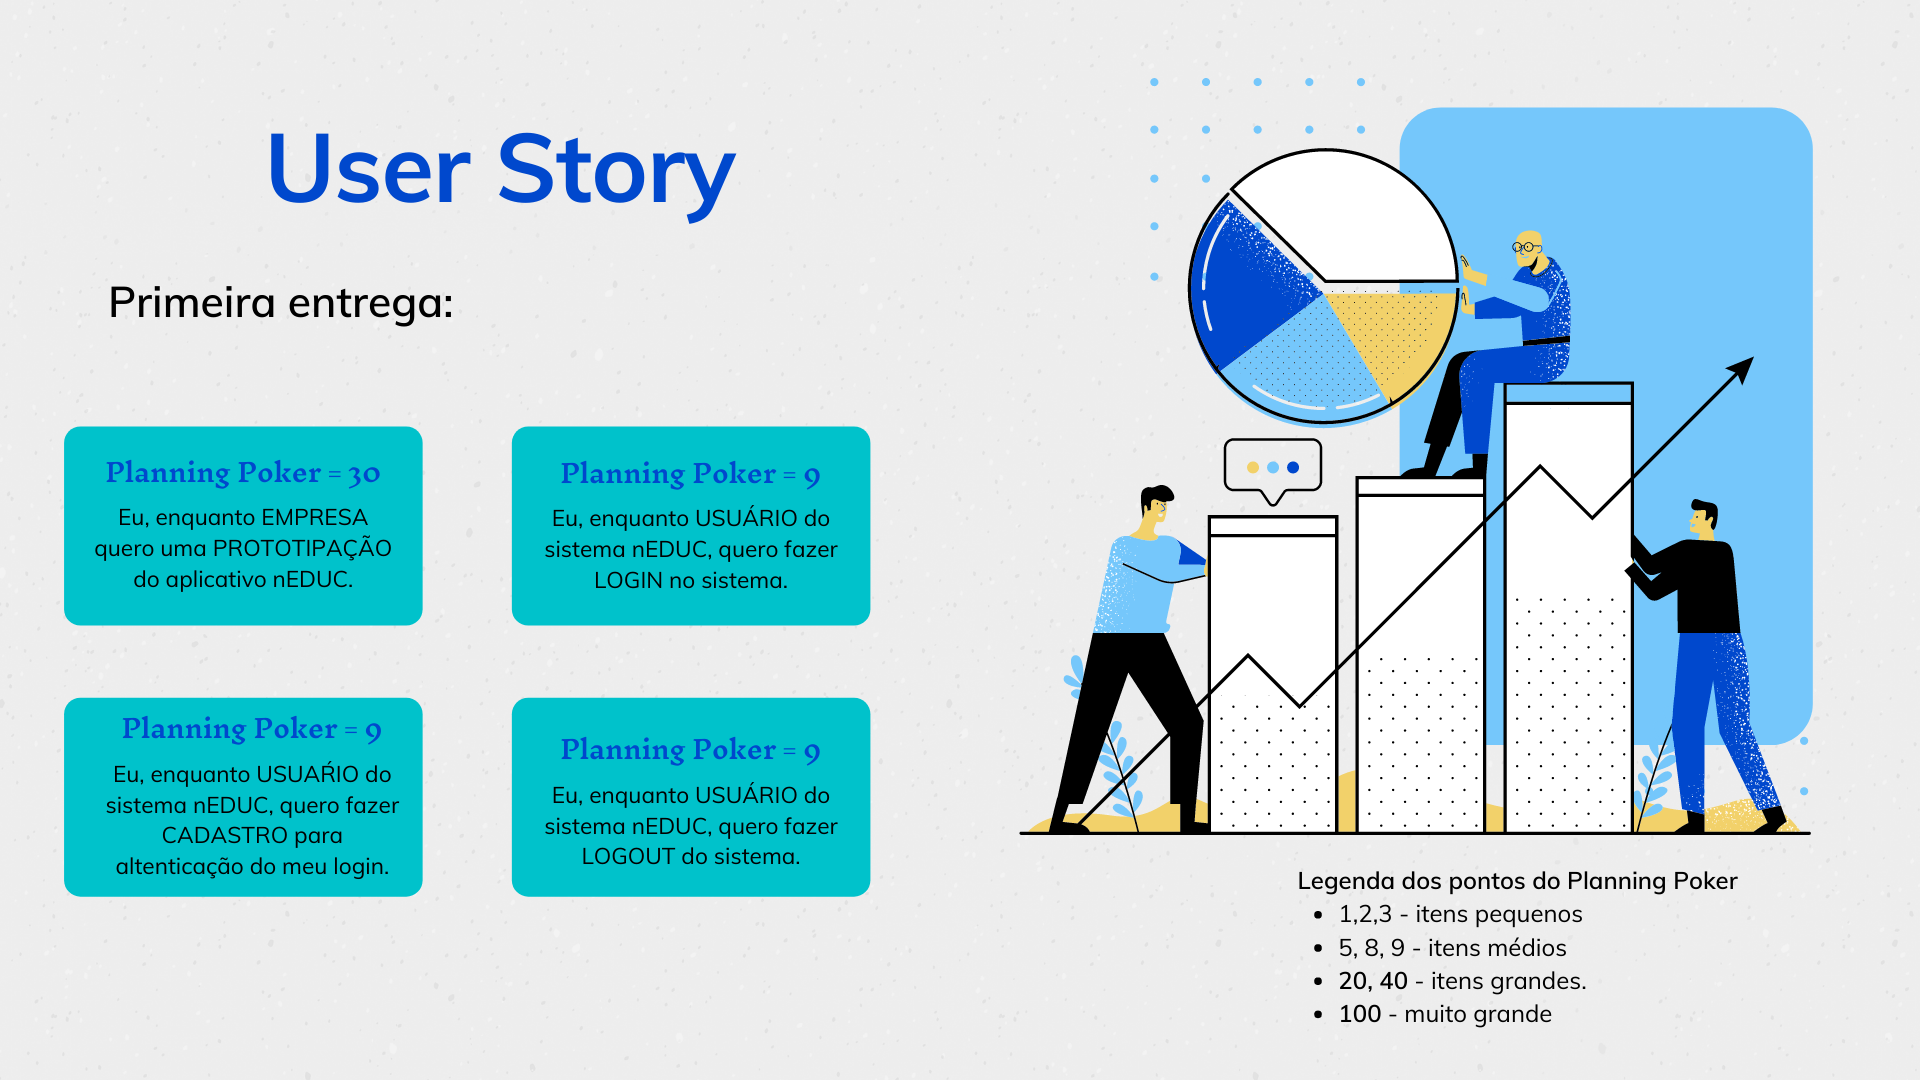 User Story
Primeira entrega:
Planning Poker = 30
Eu, enquanto EMPRESA
quero uma PROTOTIPAÇÃO
do aplicativo nEDUC.
Planning Poker = 9
Eu, enquanto USUÁRIO do
sistema nEDUC, quero fazer
LOGIN no sistema.
Planning Poker = 9
Eu, enquanto USUAŔIO do
sistema nEDUC, quero fazer
CADASTRO para
altenticação do meu login.
Planning Poker = 9
Eu, enquanto USUÁRIO do
sistema nEDUC, quero fazer
LOGOUT do sistema.
Legenda dos pontos do Planning Poker
• 1,2,3 - itens pequenos
• 5, 8, 9 - itens médios
• 20, 40 - itens grandes.
• 100 - muito grande